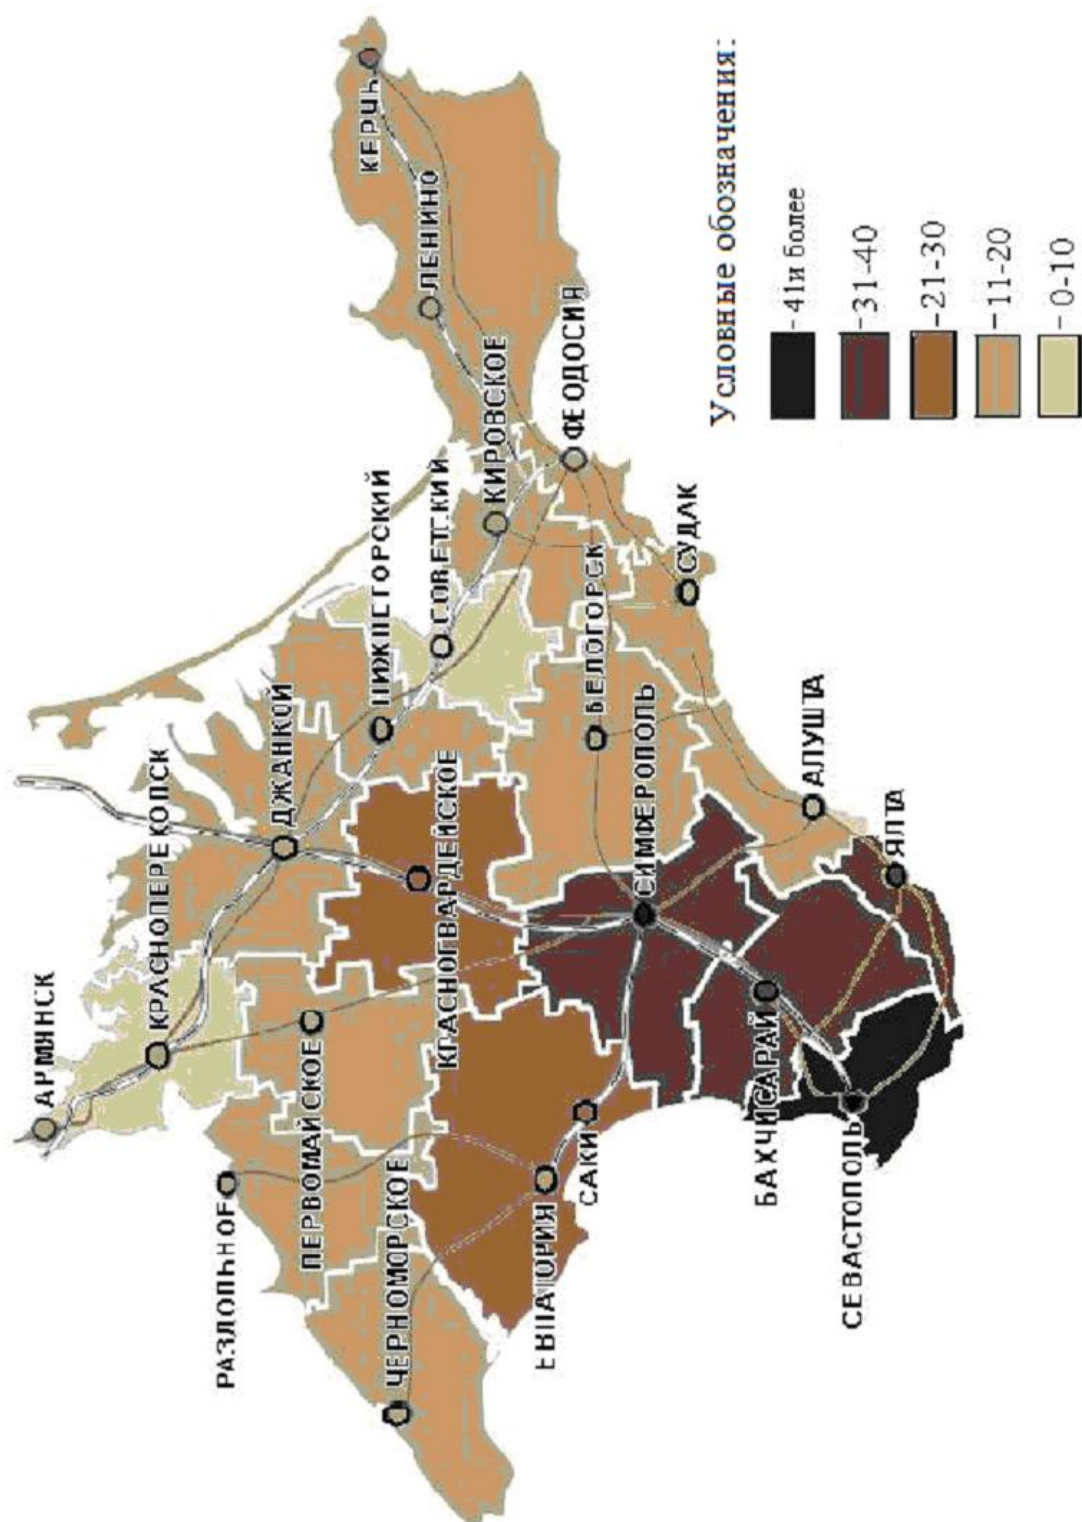 АРМЯНСК
КРАСНОПЕРЕКОПСК
ДЖАНКОЙ
РАЗДОЛЬНОЕ
ПЕРВОМАЙСКОЕ
ЧЕРНОМОРСКОЕ
КРАСНОГВАРДЕЙСКОЕ
НИЖНЕГОРСКИЙ
СОВЕТСКИЙ
КИРОВСКОЕ
ЛЕНИНО
КЕРЧЬ
ФЕОДОСИЯ
ЕВПАТОРИЯ
САКИ
СИМФЕРОПОЛЬ
БЕЛОГОРСК
СУДАК
БАХЧИСАРАЙ
АЛУШТА
ЯЛТА
СЕВАСТОПОЛЬ
Условные обозначения:
- 41и более
-31-40
-21-30
-11-20
- 0-10